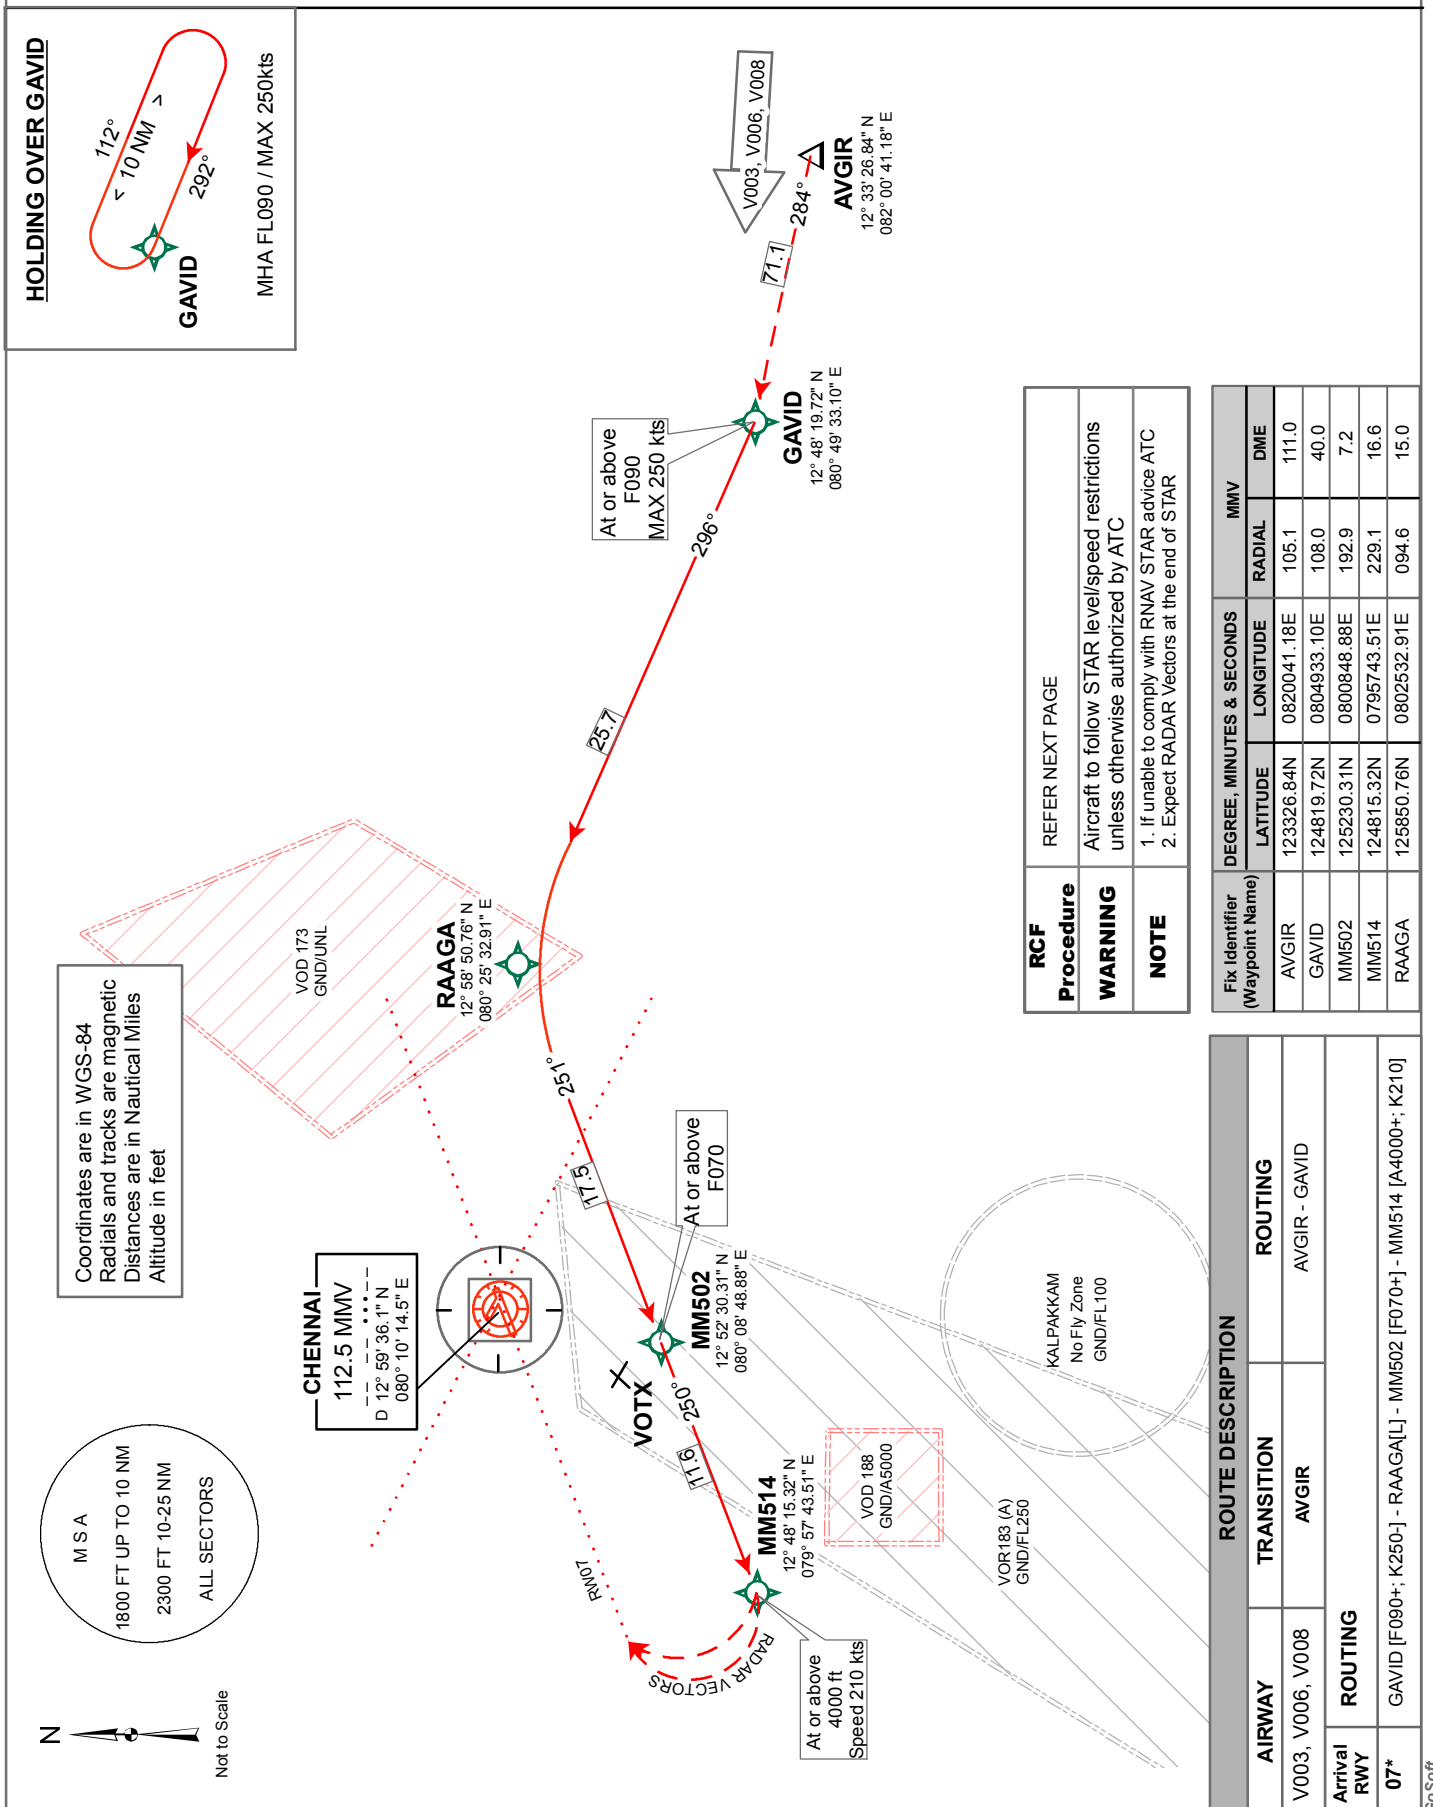 N
Not to Scale
M S A
1800 FT UP TO 10 NM
2300 FT 10-25 NM
ALL SECTORS
Coordinates are in WGS-84
Radials and tracks are magnetic
Distances are in Nautical Miles
Altitude in feet
HOLDING OVER GAVID
112°
< 10 NM >
292°
GAVID
MHA FL090 / MAX 250kts
CHENNAI
112.5 MMV
D 12° 59' 36.1" N
080° 10' 14.5" E
VOD 173
GND/UNL
RAAGA
12° 58' 50.76" N
080° 25' 32.91" E
V003, V006, V008
AVGIR
12° 33' 26.84" N
082° 00' 41.18" E
284°
71.1
At or above
F090
MAX 250 kts
GAVID
12° 48' 19.72" N
080° 49' 33.10" E
296°
25.7
251°
17.5
At or above
F070
MM502
12° 52' 30.31" N
080° 08' 48.88" E
VOTX
250°
11.6
MM514
12° 48' 15.32" N
079° 57' 43.51" E
RW07
RADAR VECTORS
At or above
4000 ft
Speed 210 kts
VOD 188
GND/A5000
VOR183 (A)
GND/FL250
KALPAKKAM
No Fly Zone
GND/FL100
RCF Procedure REFER NEXT PAGE
WARNING Aircraft to follow STAR level/speed restrictions
unless otherwise authorized by ATC
NOTE 1. If unable to comply with RNAV STAR advice ATC
2. Expect RADAR Vectors at the end of STAR
Fix Identifier (Waypoint Name) DEGREE, MINUTES & SECONDS MMV
LATITUDE LONGITUDE RADIAL DME
AVGIR 123326.84N 0820041.18E 105.1 111.0
GAVID 124819.72N 0804933.10E 108.0 40.0
MM502 125230.31N 0800848.88E 192.9 7.2
MM514 124815.32N 0795743.51E 229.1 16.6
RAAGA 125850.76N 0802532.91E 094.6 15.0
ROUTE DESCRIPTION
AIRWAY TRANSITION ROUTING
V003, V006, V008 AVGIR AVGIR - GAVID
Arrival RWY ROUTING
07* GAVID [F090+; K250-] - RAAGA[L] - MM502 [F070+] - MM514 [A4000+; K210]